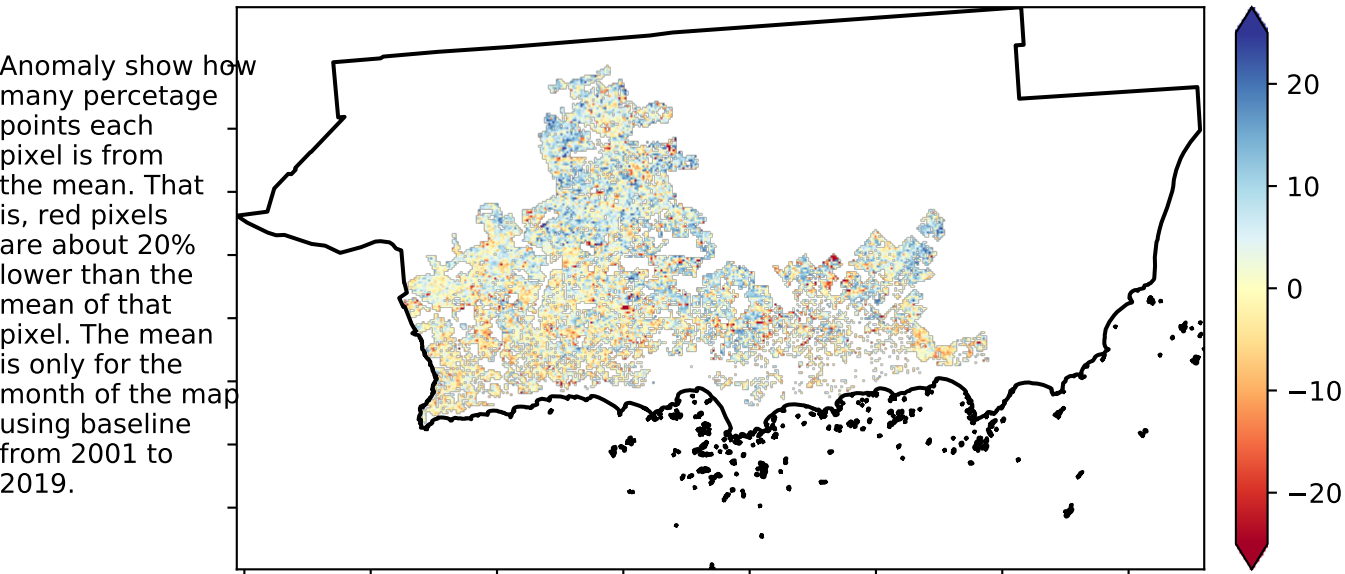 Anomaly show how
many percetage
points each
pixel is from
the mean. That
is, red pixels
are about 20%
lower than the
mean of that
pixel. The mean
is only for the
month of the map
using baseline
from 2001 to
2019.
20
10
0
−10
−20